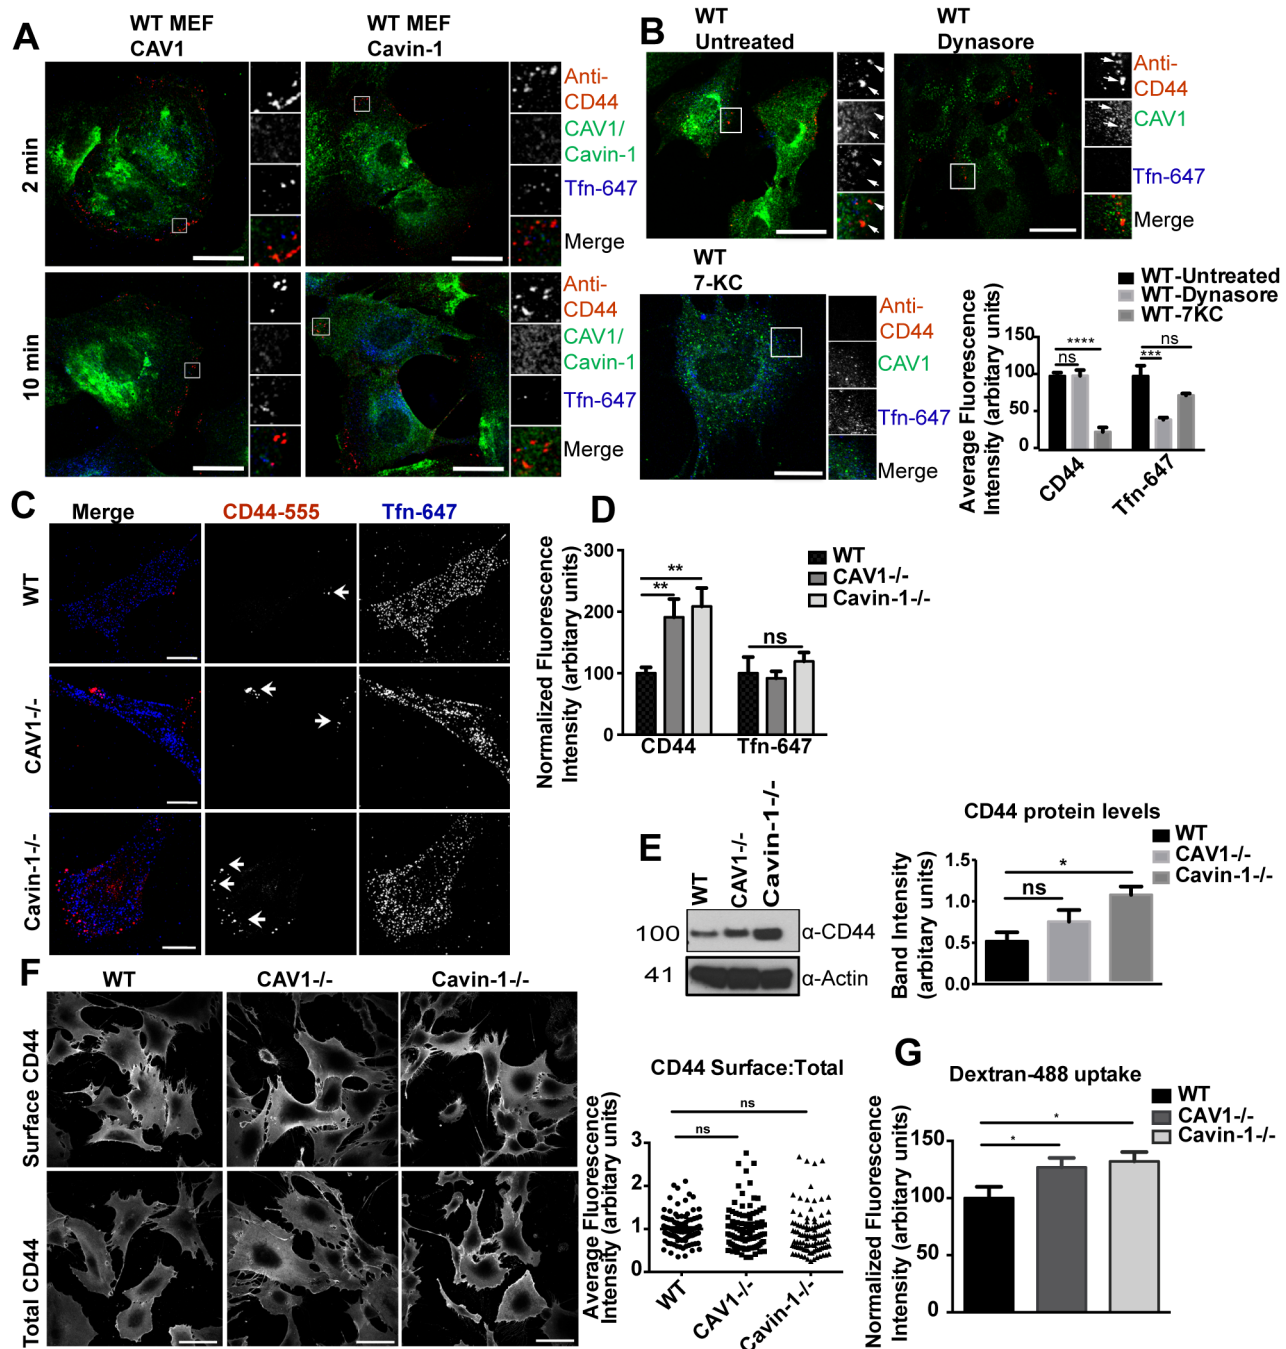 A
WT MEF
CAV1
WT MEF
Cavin-1
2 min
Anti-
CD44
CAV1/
Cavin-1
Tfn-647
Merge
10 min
Anti-
CD44
CAV1/
Cavin-1
Tfn-647
Merge
B
WT
Untreated
WT
Dynasore
Anti-
CD44
CAV1
Tfn-647
Merge
WT
7-KC
Anti-
CD44
CAV1
Tfn-647
Merge
WT-Untreated
WT-Dynasore
WT-7KC
Average Fluorescence
Intensity (arbitary units)
150
100
50
0
****
ns
ns
***
CD44
Tfn-647
C
Merge
CD44-555
Tfn-647
WT
CAV1-/-
Cavin-1-/-
D
Normalized Fluorescence
Intensity (arbitary units)
300
200
100
0
**
**
ns
WT
CAV1-/-
Cavin-1-/-
CD44
Tfn-647
E
WT
CAV1-/-
Cavin-1-/-
100
α-CD44
41
α-Actin
CD44 protein levels
WT
CAV1-/-
Cavin-1-/-
Band Intensity
(arbitary units)
1.5
1.0
0.5
0.0
*
ns
F
WT
CAV1-/-
Cavin-1-/-
Surface CD44
Total CD44
CD44 Surface:Total
Average Fluorescence
Intensity (arbitary units)
3
2
1
0
ns
ns
WT
CAV1-/-
Cavin-1-/-
G
Dextran-488 uptake
WT
CAV1-/-
Cavin-1-/-
Normalized Fluorescence
Intensity (arbitary units)
150
100
50
0
*
*